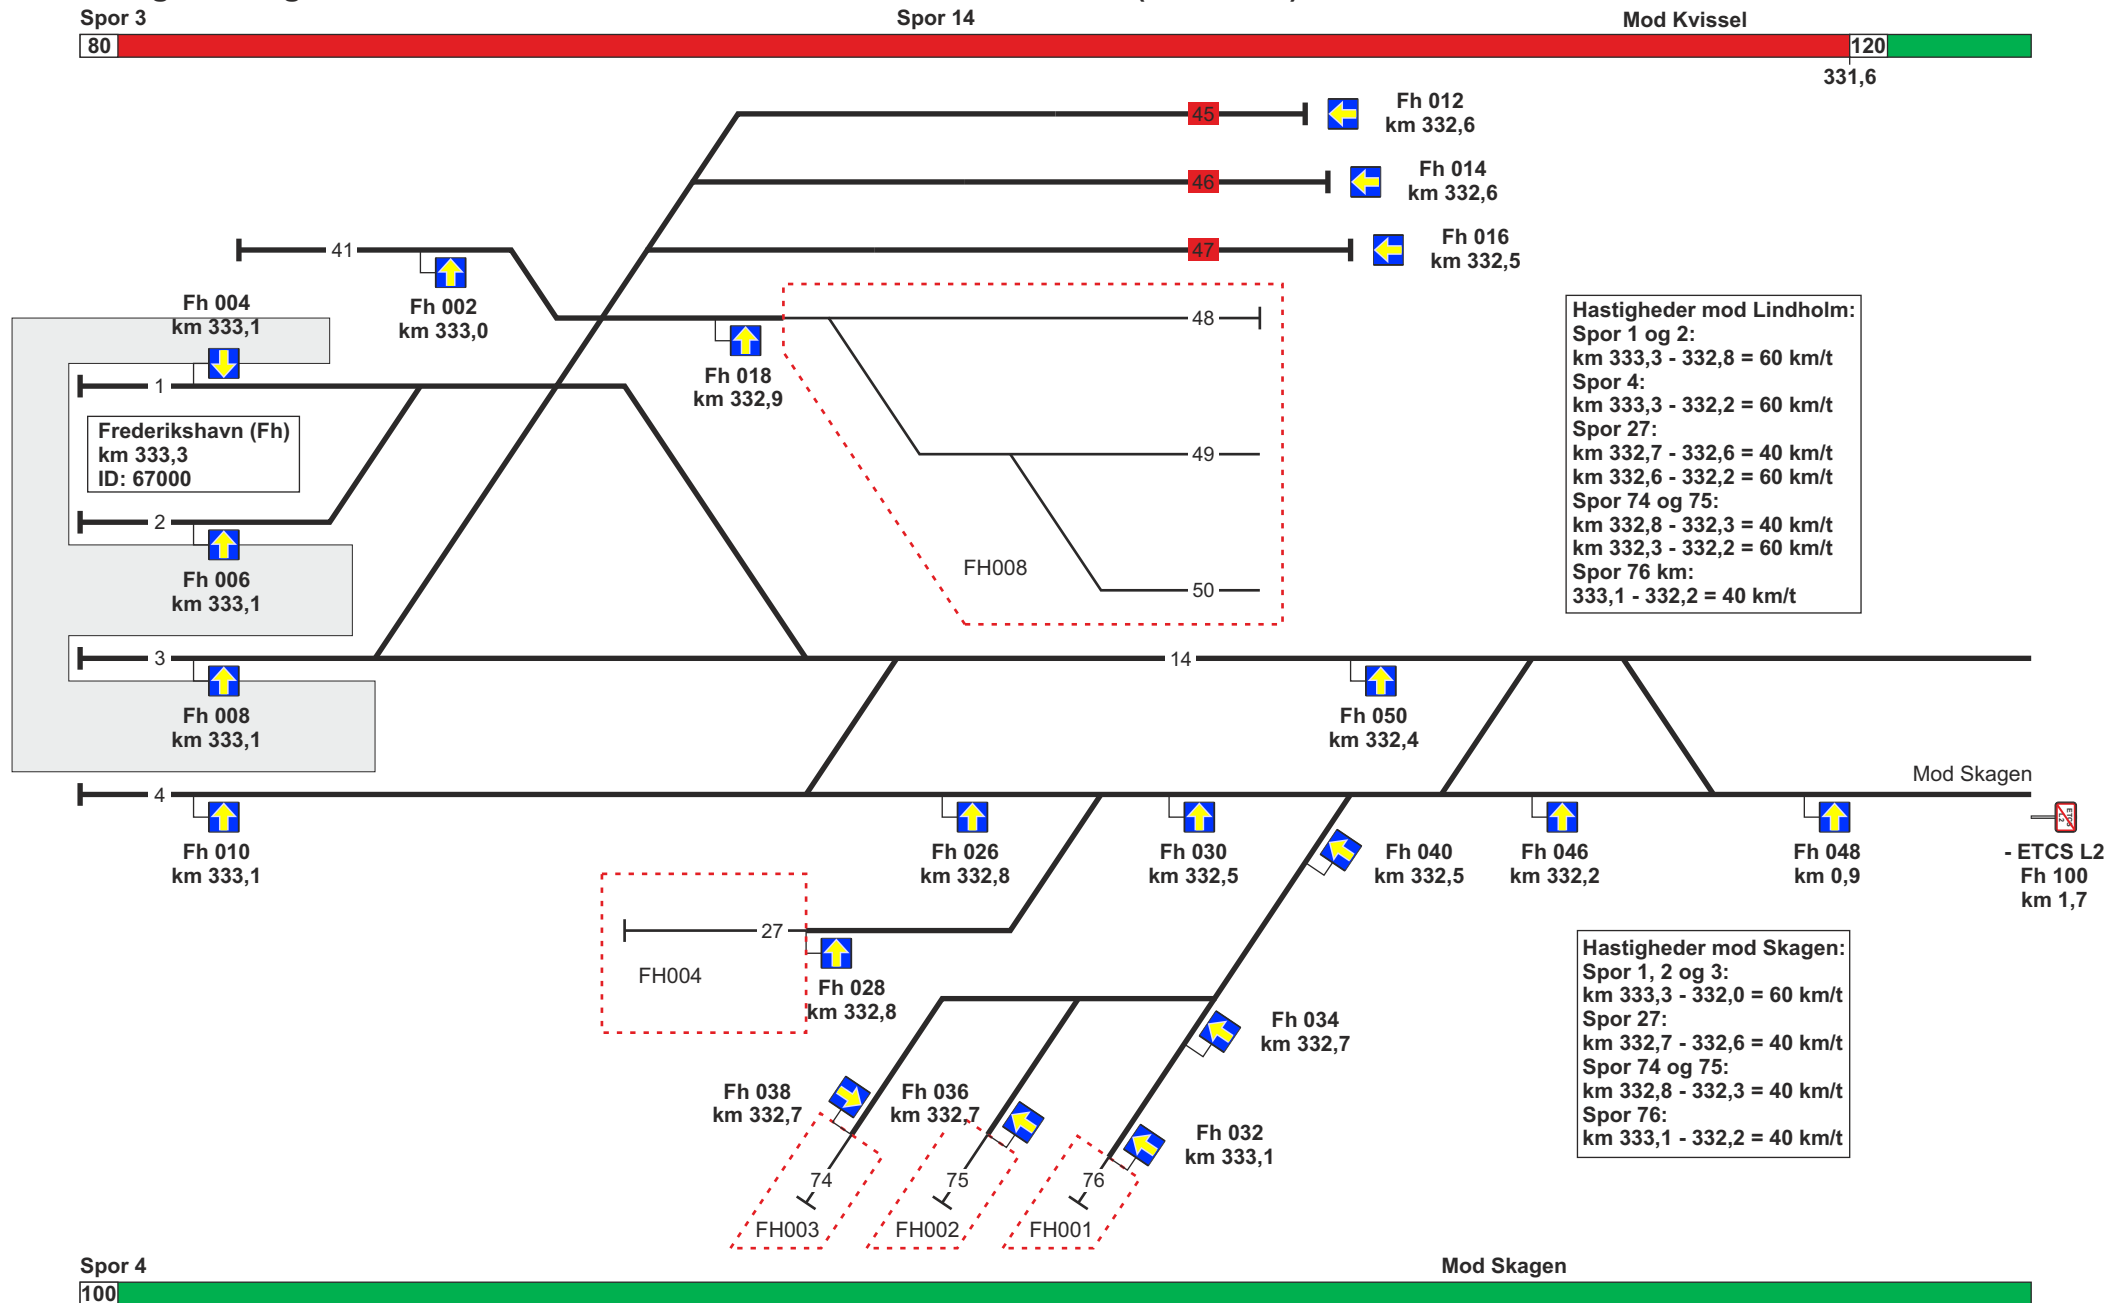 Spor 3
Spor 14
Mod Kvissel
80
120
331,6
45
Fh 012
km 332,6
46
Fh 014
km 332,6
41
47
Fh 016
km 332,5
Fh 002
km 333,0
Fh 004
km 333,1
48
Fh 018
km 332,9
1
Frederikshavn (Fh)
km 333,3
ID: 67000
49
2
FH008
50
Fh 006
km 333,1
Hastigheder mod Lindholm:
Spor 1 og 2:
km 333,3 - 332,8 = 60 km/t
Spor 4:
km 333,3 - 332,2 = 60 km/t
Spor 27:
km 332,7 - 332,6 = 40 km/t
km 332,6 - 332,2 = 60 km/t
Spor 74 og 75:
km 332,8 - 332,3 = 40 km/t
km 332,3 - 332,2 = 60 km/t
Spor 76 km:
333,1 - 332,2 = 40 km/t
3
14
Fh 008
km 333,1
Fh 050
km 332,4
Mod Skagen
4
Fh 010
km 333,1
Fh 026
km 332,8
Fh 030
km 332,5
Fh 040
km 332,5
Fh 046
km 332,2
Fh 048
km 0,9
- ETCS L2
Fh 100
km 1,7
27
FH004
Fh 028
km 332,8
Fh 034
km 332,7
Fh 038
km 332,7
Fh 036
km 332,7
Fh 032
km 333,1
74
75
76
FH003
FH002
FH001
Hastigheder mod Skagen:
Spor 1, 2 og 3:
km 333,3 - 332,0 = 60 km/t
Spor 27:
km 332,7 - 332,6 = 40 km/t
Spor 74 og 75:
km 332,8 - 332,3 = 40 km/t
Spor 76:
km 333,1 - 332,2 = 40 km/t
Spor 4
Mod Skagen
100